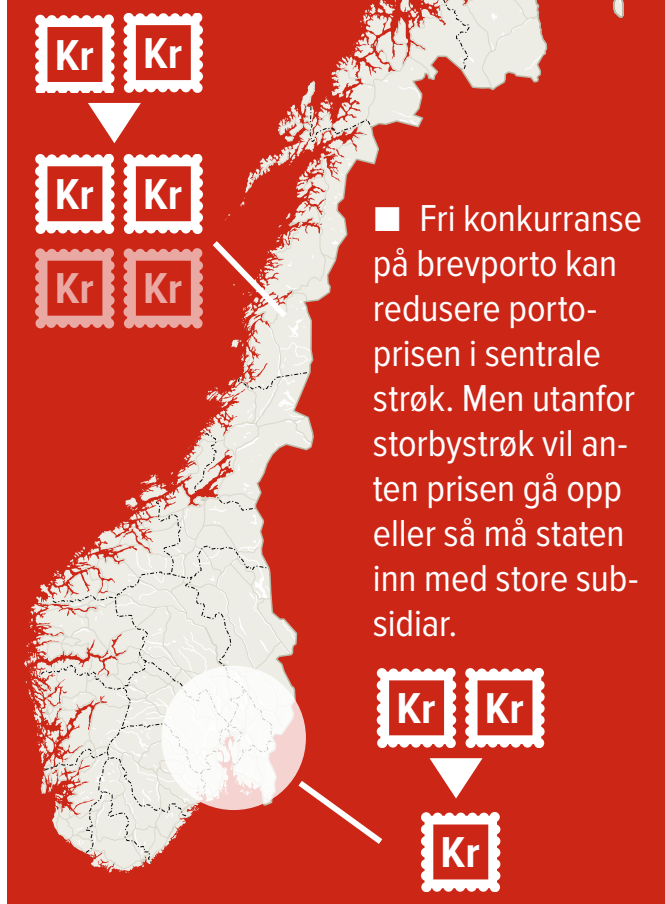 Kr Kr
Kr Kr
Kr Kr
■ Fri konkurranse
på brevporto kan
redusere porto-
prisen i sentrale
strøk. Men utanfor
storbystrøk vil an-
ten prisen gå opp
eller så må staten
inn med store sub-
sidiar.
Kr Kr
Kr